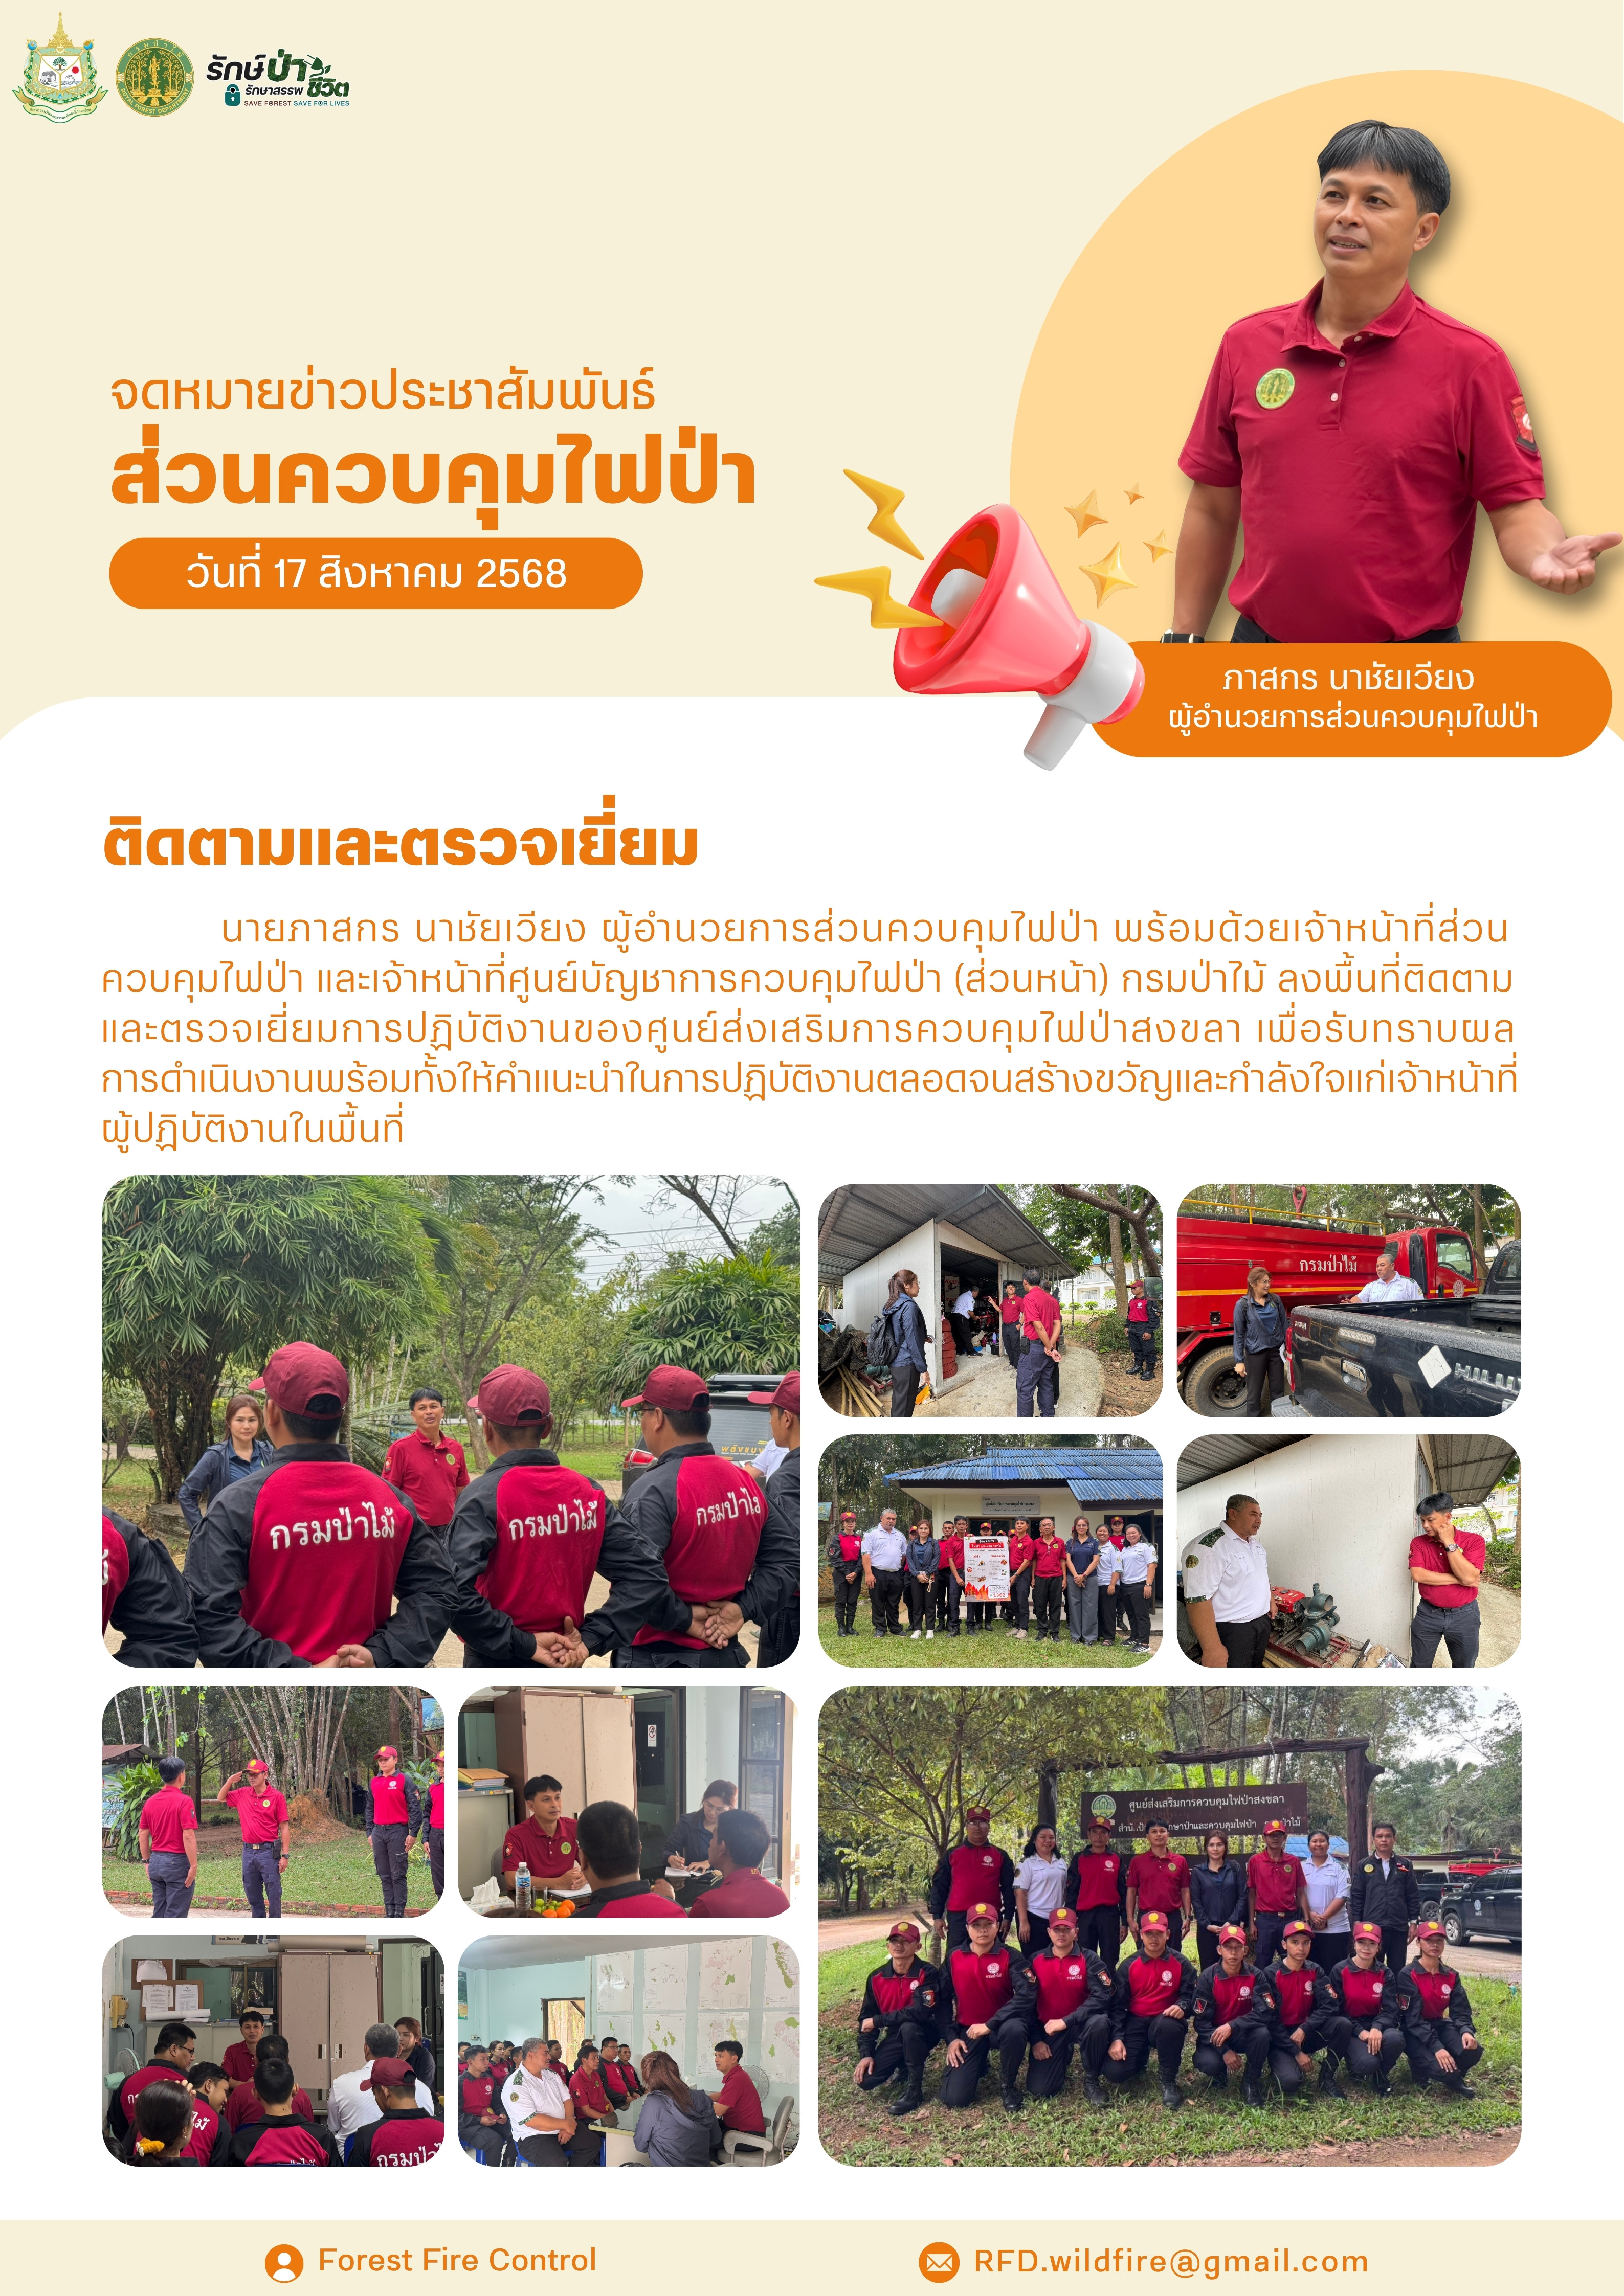 กรมป่าไม้
ROYAL FOREST DEPARTMENT
รักษ์ป่า
รักษาสรรพชีวิต
SAVE FOREST SAVE FOR LIVES
จดหมายข่าวประชาสัมพันธ์
ส่วนควบคุมไฟป่า
วันที่ 17 สิงหาคม 2568
ภาสกร นาชัยเวียง
ผู้อำนวยการส่วนควบคุมไฟป่า
ติดตามและตรวจเยี่ยม
นายภาสกร นาชัยเวียง ผู้อำนวยการส่วนควบคุมไฟป่า พร้อมด้วยเจ้าหน้าที่ส่วน
ควบคุมไฟป่า และเจ้าหน้าที่ศูนย์บัญชาการควบคุมไฟป่า (ส่วนหน้า) กรมป่าไม้ ลงพื้นที่ติดตาม
และตรวจเยี่ยมการปฏิบัติงานของศูนย์ส่งเสริมการควบคุมไฟป่าสงขลา เพื่อรับทราบผล
การดำเนินงานพร้อมทั้งให้คำแนะนำในการปฏิบัติงานตลอดจนสร้างขวัญและกำลังใจแก่เจ้าหน้าที่
ผู้ปฏิบัติงานในพื้นที่
กรมป่าไม้
กรมป่าไม้
กรมป่าไม้
กรมป่าไม้
ศูนย์ส่งเสริมการควบคุมไฟป่าสงขลา
Forest Fire Control
RFD.wildfire@gmail.com